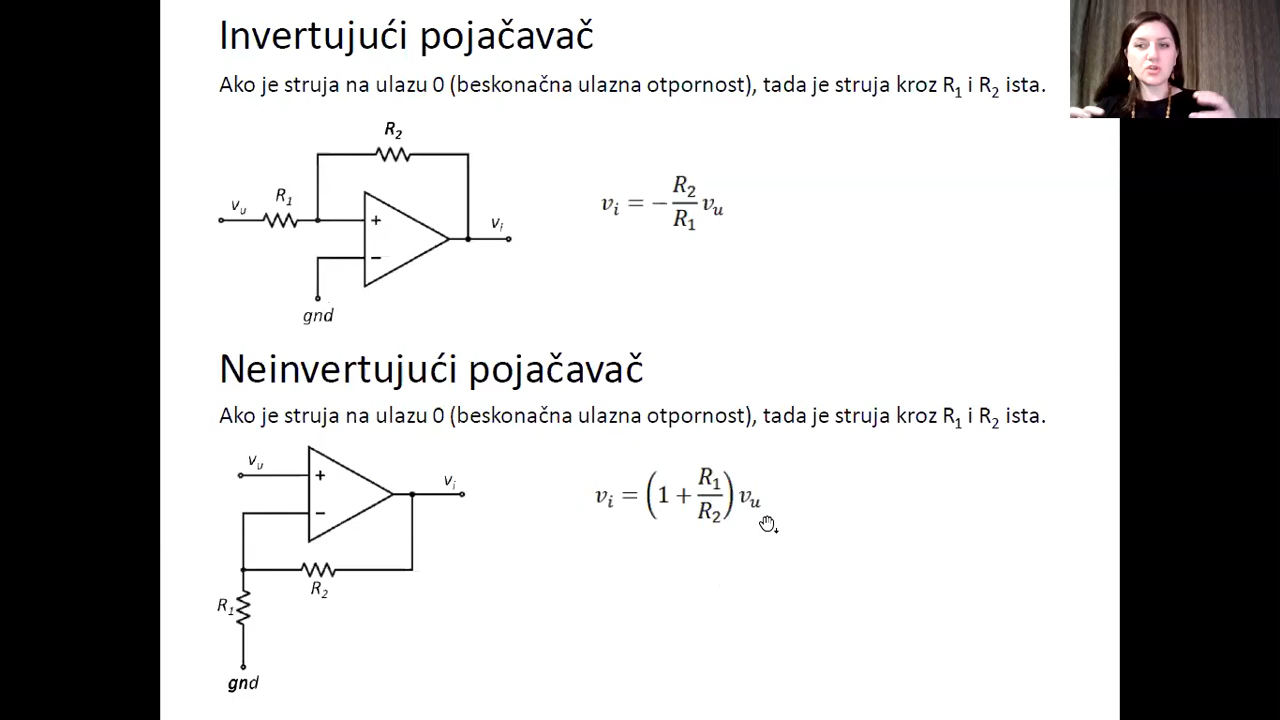 Invertujući pojačavač
Ako je struja na ulazu 0 (beskonačna ulazna otpornost), tada je struja kroz R₁ i R₂ ista.
R₂
vᵤ
R₁
+
−
vᵢ
gnd
vᵢ = − R₂/R₁ vᵤ
Neinvertujući pojačavač
Ako je struja na ulazu 0 (beskonačna ulazna otpornost), tada je struja kroz R₁ i R₂ ista.
vᵤ
+
−
vᵢ
R₂
R₁
gnd
vᵢ = (1 + R₁/R₂) vᵤ